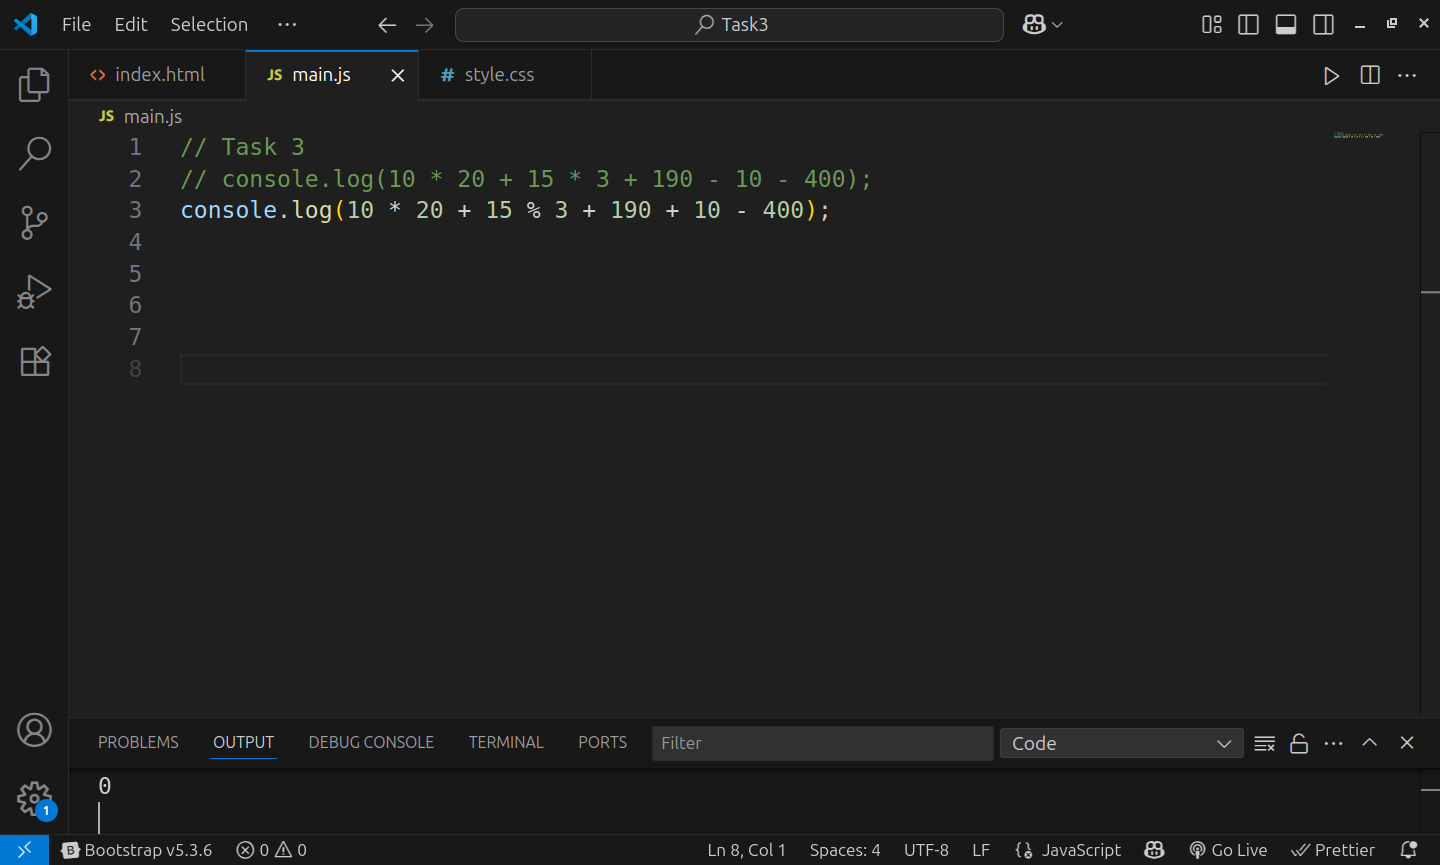 File Edit Selection ··· Task3
index.html JS main.js # style.css
JS main.js
1 // Task 3
2 // console.log(10 * 20 + 15 * 3 + 190 - 10 - 400);
3 console.log(10 * 20 + 15 % 3 + 190 + 10 - 400);
4
5
6
7
8
PROBLEMS OUTPUT DEBUG CONSOLE TERMINAL PORTS Filter Code
0
1
B Bootstrap v5.3.6 0 0 Ln 8, Col 1 Spaces: 4 UTF-8 LF JavaScript Go Live Prettier